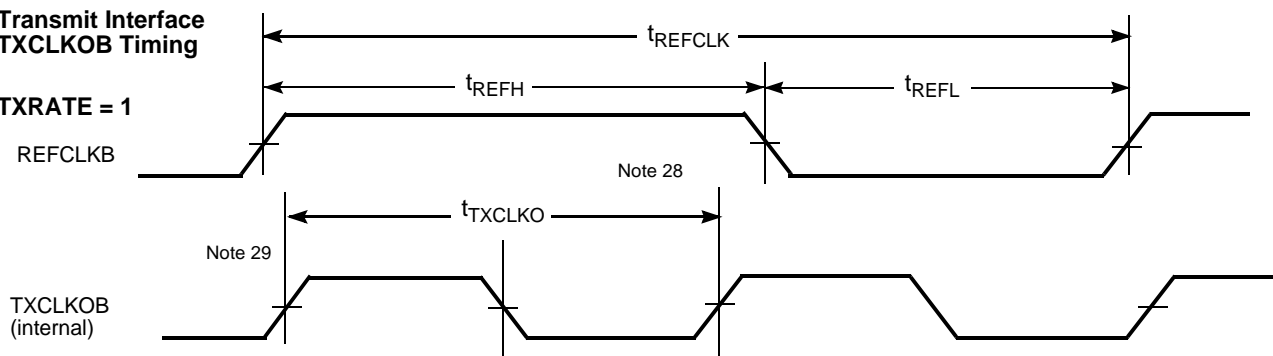 Transmit Interface
TXCLKOB Timing
tREFCLK
tREFH
tREFL
TXRATE = 1
REFCLKB
Note 28
tTXCLKO
Note 29
TXCLKOB
(internal)